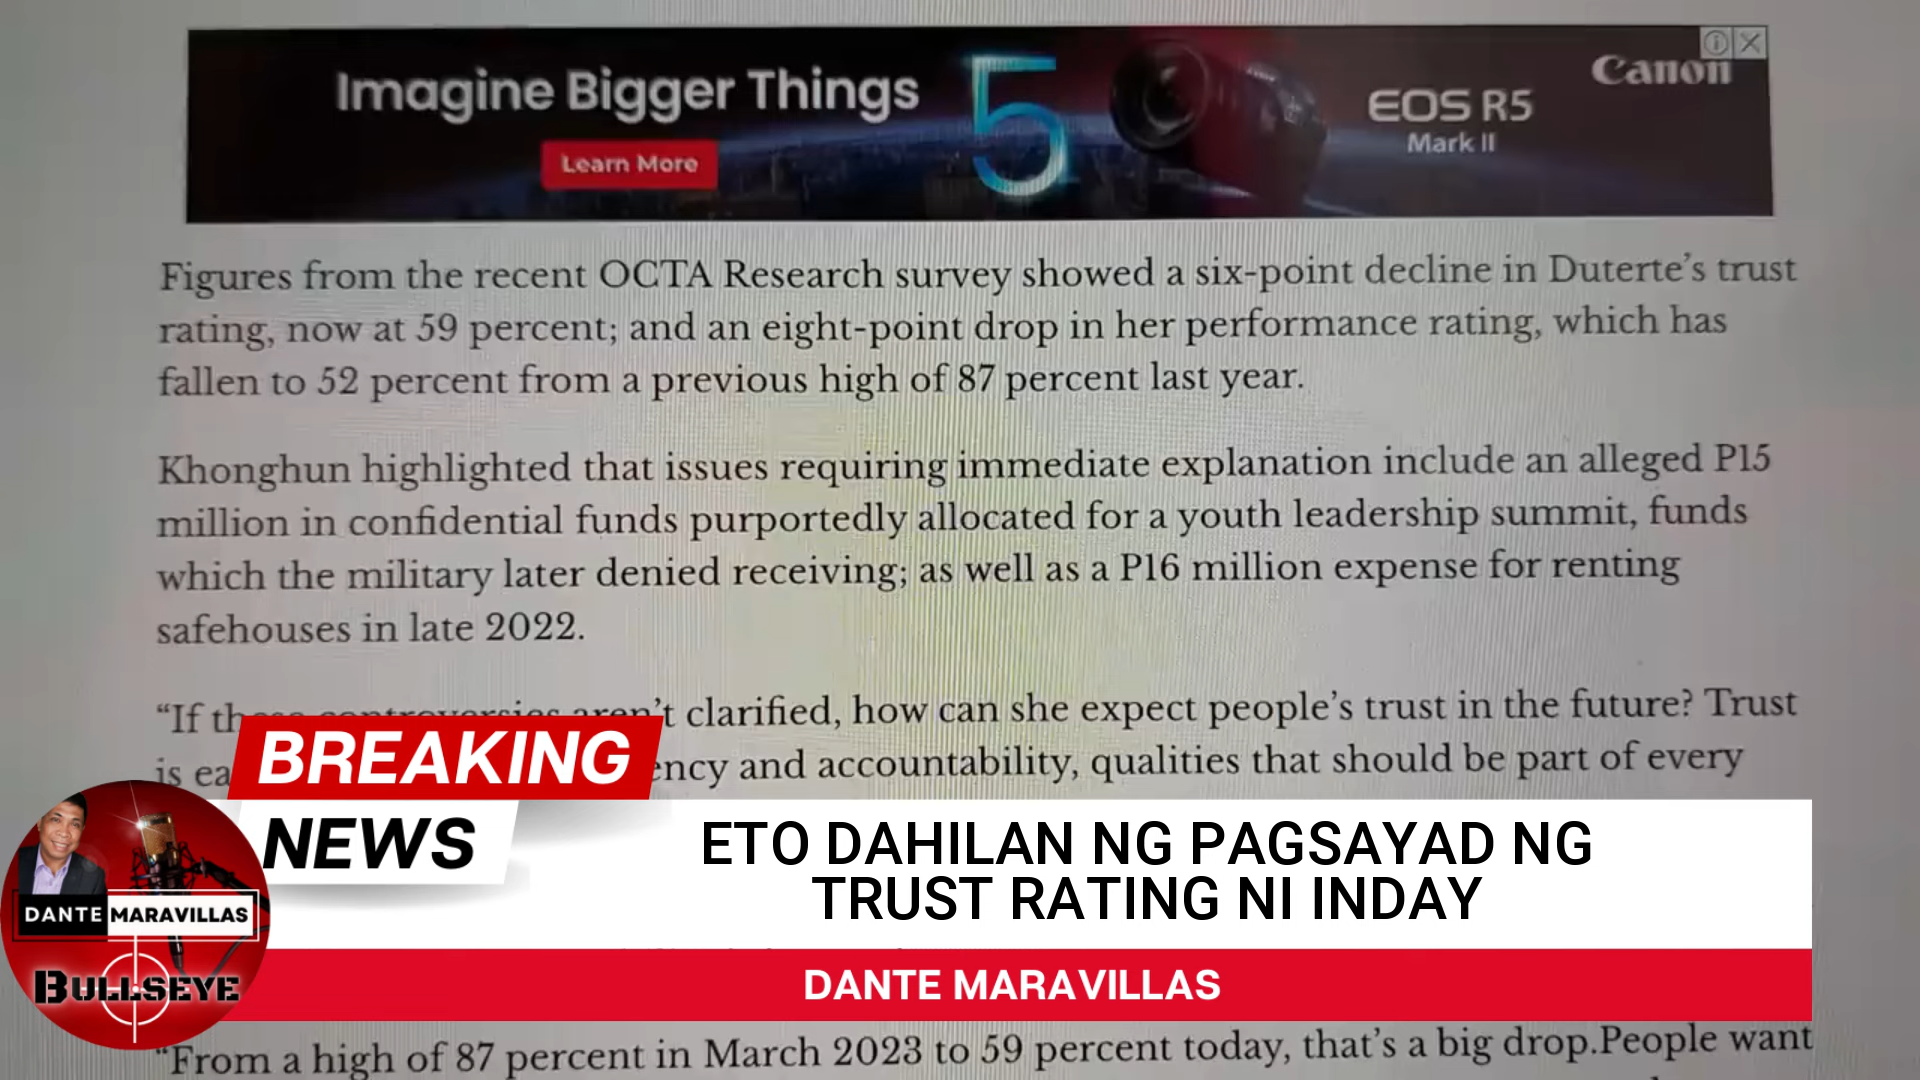 Imagine Bigger Things
Learn More
5
EOS R5
Mark II
Canon
Figures from the recent OCTA Research survey showed a six-point decline in Duterte's trust
rating, now at 59 percent; and an eight-point drop in her performance rating, which has
fallen to 52 percent from a previous high of 87 percent last year.
Khonghun highlighted that issues requiring immediate explanation include an alleged P15
million in confidential funds purportedly allocated for a youth leadership summit, funds
which the military later denied receiving; as well as a P16 million expense for renting
safehouses in late 2022.
“If these controversies aren't clarified, how can she expect people's trust in the future? Trust
is and accountability, qualities that should be part of every
BREAKING
NEWS
ETO DAHILAN NG PAGSAYAD NG
TRUST RATING NI INDAY
DANTE MARAVILLAS
BULLSEYE
DANTE MARAVILLAS
“From a high of 87 percent in March 2023 to 59 percent today, that's a big drop.People want